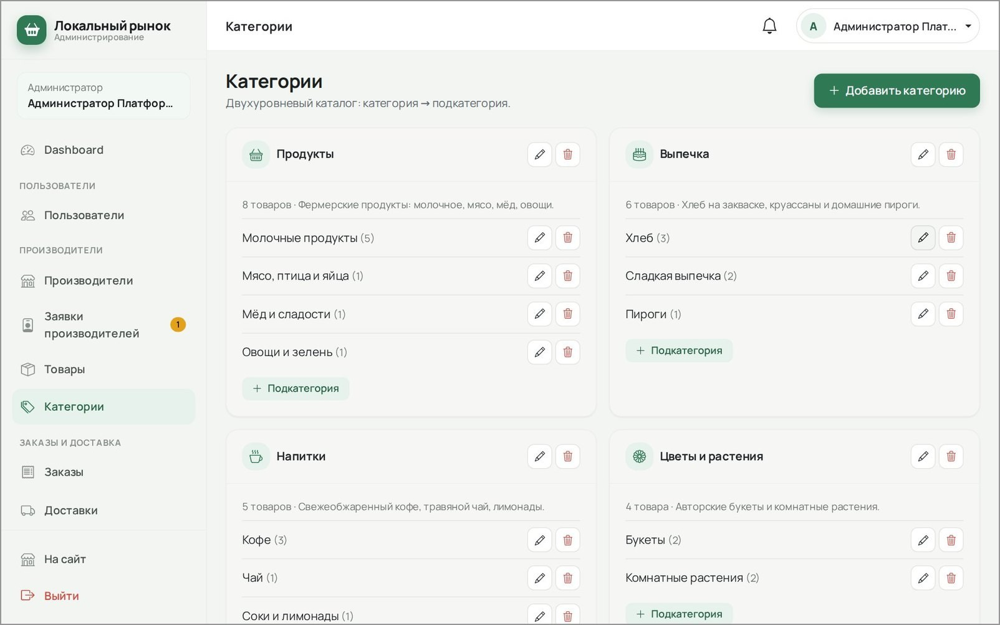 Локальный рынок
Администрирование
Администратор
Администратор Платфор...
Dashboard
ПОЛЬЗОВАТЕЛИ
Пользователи
ПРОИЗВОДИТЕЛИ
Производители
Заявки
производителей
1
Товары
Категории
ЗАКАЗЫ И ДОСТАВКА
Заказы
Доставки
На сайт
Выйти
Категории
А
Администратор Плат...
Категории
Двухуровневый каталог: категория → подкатегория.
+ Добавить категорию
Продукты
8 товаров · Фермерские продукты: молочное, мясо, мёд, овощи.
Молочные продукты (5)
Мясо, птица и яйца (1)
Мёд и сладости (1)
Овощи и зелень (1)
+ Подкатегория
Выпечка
6 товаров · Хлеб на закваске, круассаны и домашние пироги.
Хлеб (3)
Сладкая выпечка (2)
Пироги (1)
+ Подкатегория
Напитки
5 товаров · Свежеобжаренный кофе, травяной чай, лимонады.
Кофе (3)
Чай (1)
Соки и лимонады (1)
Цветы и растения
4 товара · Авторские букеты и комнатные растения.
Букеты (2)
Комнатные растения (2)
+ Подкатегория